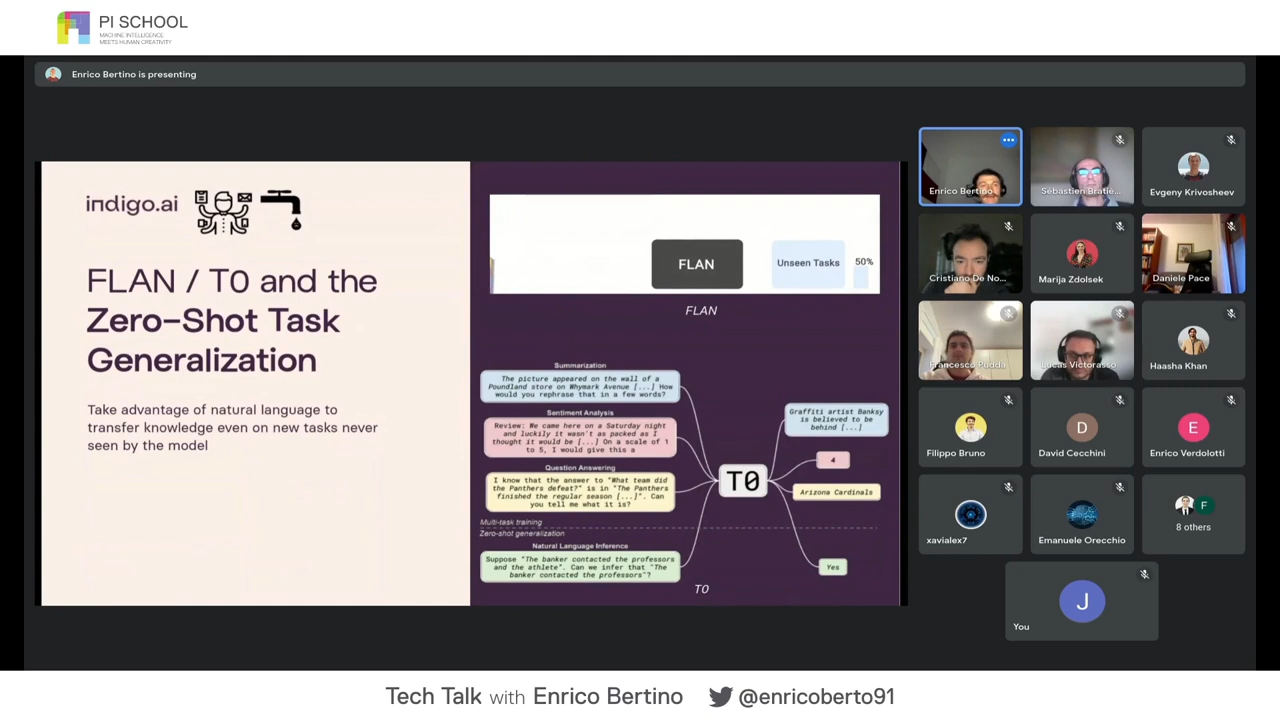 PI SCHOOL
MACHINE INTELLIGENCE
MEETS HUMAN CREATIVITY
Enrico Bertino is presenting
indigo.ai
FLAN / T0 and the
Zero-Shot Task
Generalization
Take advantage of natural language to
transfer knowledge even on new tasks never
seen by the model
FLAN
Unseen Tasks
50%
FLAN
Summarization
The picture appeared on the wall of a
Poundland store on Whymark Avenue [...] How
would you rephrase that in a few words?
Sentiment Analysis
Review: We came here on a Saturday night
and luckily it wasn't as packed as I
thought it would be [...] On a scale of 1
to 5, I would give this a
Question Answering
I know that the answer to "What team did
the Panthers defeat?" is in "The Panthers
finished the regular season [...]". Can
you tell me what it is?
Multi-task training
Zero-shot generalization
Natural Language Inference
Suppose "The banker contacted the professors
and the athlete". Can we infer that "The
banker contacted the professors"?
T0
Graffiti artist Banksy
is believed to be
behind [...]
4
Arizona Cardinals
Yes
T0
Enrico Bertino
Sébastien Bratiè...
Evgeny Krivosheev
Cristiano De No...
Marija Zdolsek
Daniele Pace
Francesco Pudda
Lucas Victorasso
Haasha Khan
Filippo Bruno
D
David Cecchini
E
Enrico Verdolotti
xavialex7
Emanuele Orecchio
F
8 others
J
You
Tech Talk with Enrico Bertino @enricoberto91